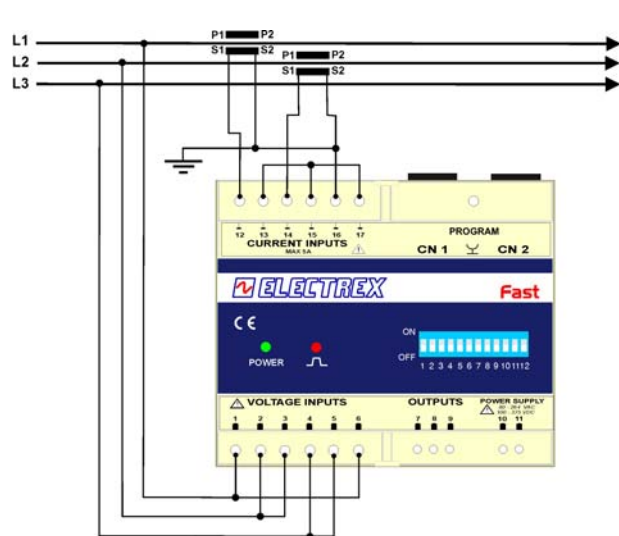 L1
P1 P2
S1 S2
L2
P1 P2
S1 S2
L3
12 13 14 15 16 17
CURRENT INPUTS
MAX 5A
PROGRAM
CN 1 CN 2
ELECTREX
Fast
CE
POWER
ON
OFF
1 2 3 4 5 6 7 8 9 10 11 12
VOLTAGE INPUTS
1 2 3 4 5 6
OUTPUTS
7 8 9
POWER SUPPLY
10 11